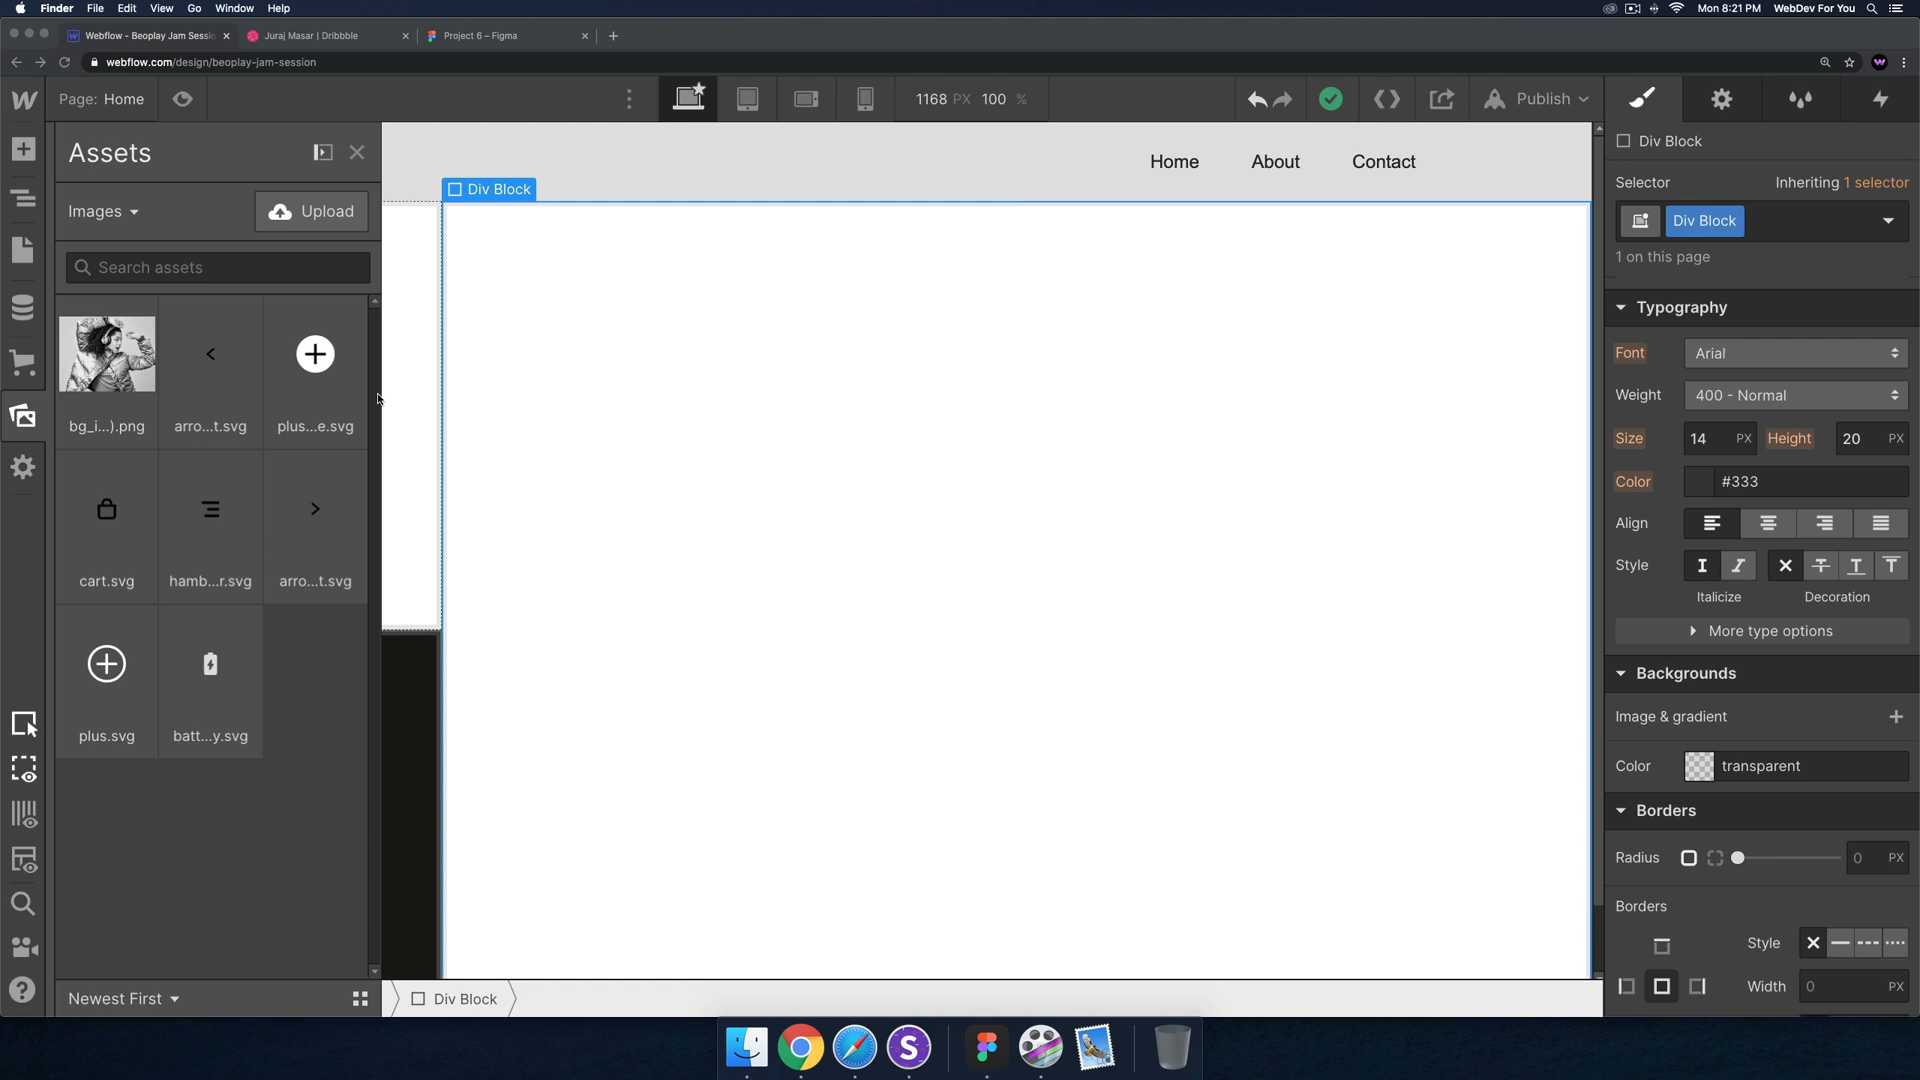 Finder File Edit View Go Window Help
Mon 8:21 PM WebDev For You
Webflow - Beoplay Jam Sessi
Juraj Masar | Dribbble
Project 6 – Figma
webflow.com/design/beoplay-jam-session
Page: Home
1168 PX 100 %
Publish
Assets
Images
Upload
Search assets
bg_i...).png
arro...t.svg
plus...e.svg
cart.svg
hamb...r.svg
arro...t.svg
plus.svg
batt...y.svg
Newest First
Home
About
Contact
Div Block
Div Block
Div Block
Selector
Inheriting 1 selector
Div Block
1 on this page
Typography
Font
Arial
Weight
400 - Normal
Size
14 PX
Height
20 PX
Color
#333
Align
Style
Italicize
Decoration
More type options
Backgrounds
Image & gradient
Color
transparent
Borders
Radius
0 PX
Borders
Style
Width
0 PX